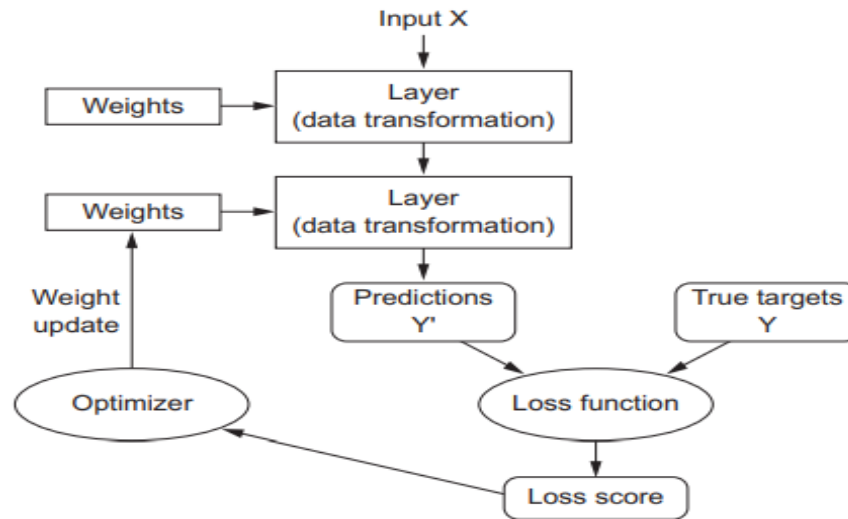 Input X
Weights
Layer
(data transformation)
Weights
Layer
(data transformation)
Weight
update
Predictions
Y'
True targets
Y
Optimizer
Loss function
Loss score